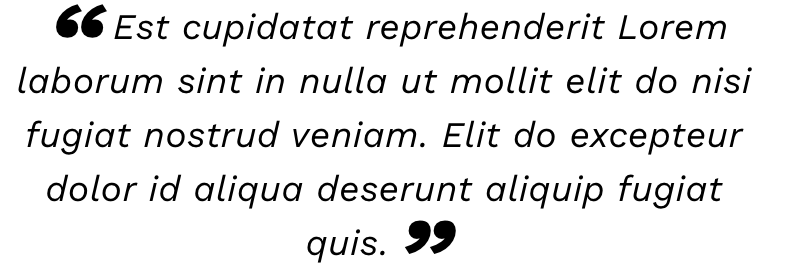 “Est cupidatat reprehenderit Lorem
laborum sint in nulla ut mollit elit do nisi
fugiat nostrud veniam. Elit do excepteur
dolor id aliqua deserunt aliquip fugiat
quis. ”